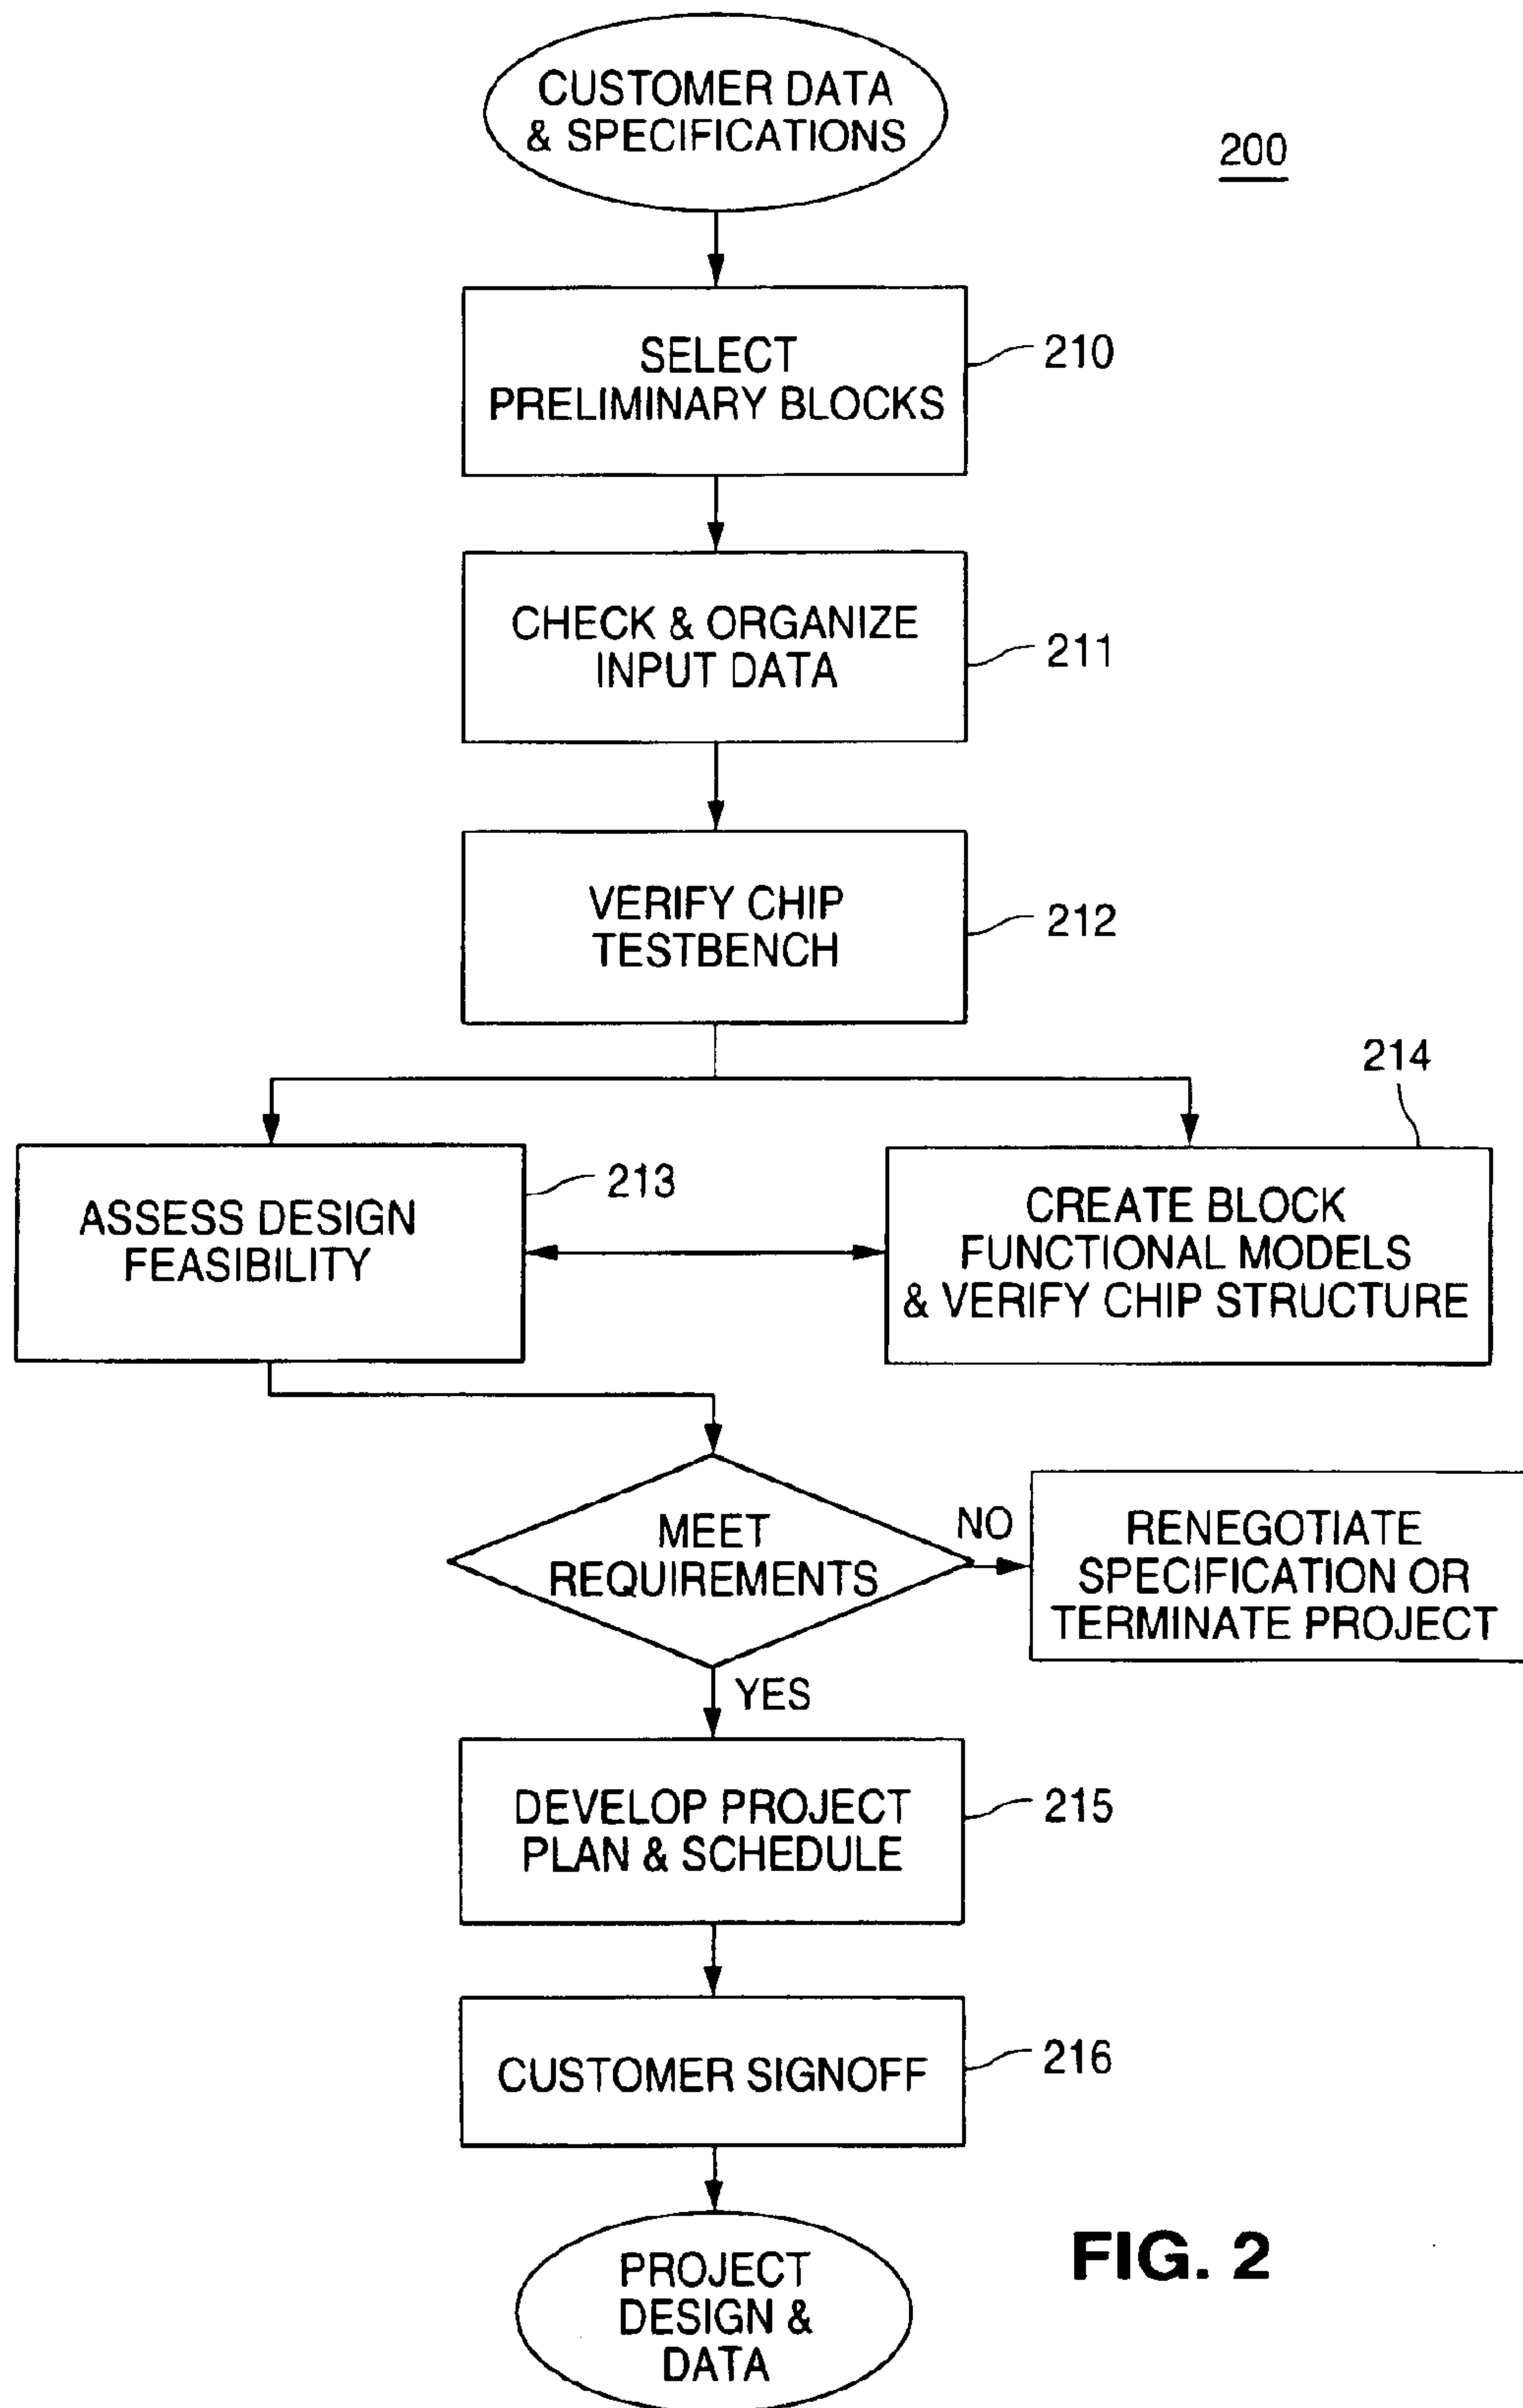 CUSTOMER DATA
& SPECIFICATIONS
200
SELECT
PRELIMINARY BLOCKS
210
CHECK & ORGANIZE
INPUT DATA
211
VERIFY CHIP
TESTBENCH
212
214
ASSESS DESIGN
FEASIBILITY
213
CREATE BLOCK
FUNCTIONAL MODELS
& VERIFY CHIP STRUCTURE
MEET
REQUIREMENTS
NO
RENEGOTIATE
SPECIFICATION OR
TERMINATE PROJECT
YES
DEVELOP PROJECT
PLAN & SCHEDULE
215
CUSTOMER SIGNOFF
216
PROJECT
DESIGN &
DATA
FIG. 2